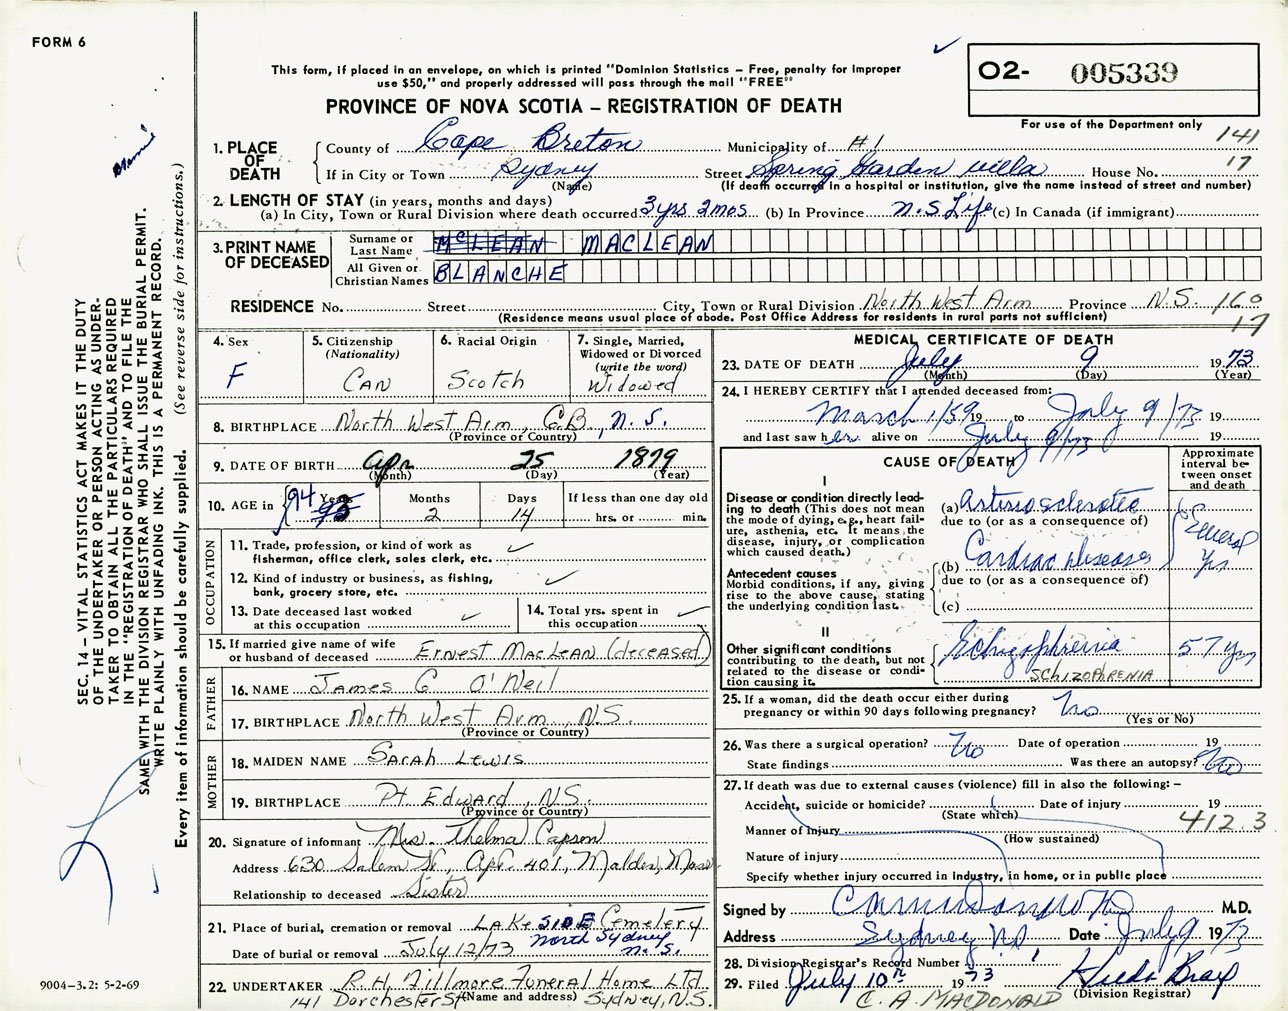 FORM 6
This form, if placed in an envelope, on which is printed "Dominion Statistics – Free, penalty for improper
use $50," and properly addressed will pass through the mail "FREE"
O2- 005339
PROVINCE OF NOVA SCOTIA – REGISTRATION OF DEATH
For use of the Department only
141
1. PLACE OF DEATH
County of Cape Breton Municipality of # 1
17
If in City or Town Sydney Street Spring Garden Villa House No.
(Name) (If death occurred in a hospital or institution, give the name instead of street and number)
2. LENGTH OF STAY (in years, months and days)
(a) In City, Town or Rural Division where death occurred 3 yrs 2 mos (b) In Province N.S. Life (c) In Canada (if immigrant)
3. PRINT NAME OF DECEASED
Surname or Last Name McLEAN MACLEAN
All Given or Christian Names BLANCHE
RESIDENCE No. Street City, Town or Rural Division North West Arm Province N.S. 160
(Residence means usual place of abode. Post Office Address for residents in rural parts not sufficient)
17
4. Sex F
5. Citizenship (Nationality) CAN
6. Racial Origin Scotch
7. Single, Married, Widowed or Divorced (write the word) Widowed
8. BIRTHPLACE North West Arm, C.B., N.S.
(Province or Country)
9. DATE OF BIRTH Apr 25 1879
(Month) (Day) (Year)
10. AGE in 94 Years 93 Months 2 Days 14 If less than one day old
hrs. or min.
OCCUPATION
11. Trade, profession, or kind of work as
fisherman, office clerk, sales clerk, etc.
12. Kind of industry or business, as fishing,
bank, grocery store, etc.
13. Date deceased last worked
at this occupation
14. Total yrs. spent in
this occupation
15. If married give name of wife
or husband of deceased Ernest MacLean (deceased)
FATHER
16. NAME James G O'Neil
17. BIRTHPLACE North West Arm, N.S.
(Province or Country)
MOTHER
18. MAIDEN NAME Sarah Lewis
19. BIRTHPLACE Pt. Edward, N.S.
(Province or Country)
20. Signature of informant Mrs. Thelma Capson
Address 630 Salem St., Apt. 401, Malden, Mass
Relationship to deceased Sister
21. Place of burial, cremation or removal Lakeside Cemetery
North Sydney N.S.
Date of burial or removal July 12/73
22. UNDERTAKER R.H. Fillmore Funeral Home Ltd.
141 Dorchester St (Name and address) Sydney, N.S.
MEDICAL CERTIFICATE OF DEATH
23. DATE OF DEATH July 9 1973
(Month) (Day) (Year)
24. I HEREBY CERTIFY that I attended deceased from:
March 1/59 19 to July 9/73 19
and last saw her alive on July 9/73 19
CAUSE OF DEATH
Approximate interval between onset and death
I
Disease or condition directly leading to death (This does not
mean the mode of dying, e.g., heart failure, asthenia, etc. It means the
disease, injury, or complication
which caused death.)
(a) Arteriosclerotic
due to (or as a consequence of)
Antecedent causes
Morbid conditions, if any, giving
rise to the above cause, stating
the underlying condition last.
(b) Cardiac Disease
due to (or as a consequence of)
(c)
Several yrs
II
Other significant conditions
contributing to the death, but not
related to the disease or condition
causing it.
Schizophrenia 57 yrs
SCHIZOPHRENIA
25. If a woman, did the death occur either during
pregnancy or within 90 days following pregnancy? No
(Yes or No)
26. Was there a surgical operation? No Date of operation 19
State findings Was there an autopsy? No
27. If death was due to external causes (violence) fill in also the following: –
Accident, suicide or homicide? Date of injury 19
(State which)
412.3
Manner of Injury
(How sustained)
Nature of injury
Specify whether injury occurred in Industry, in home, or in public place
Signed by M.D.
Address Sydney N.S. Date July 9 1973
28. Division Registrar's Record Number
29. Filed July 10th 1973 Hilda Bray
(Division Registrar)
C. A. MACDONALD
SEC. 14 – VITAL STATISTICS ACT MAKES IT THE DUTY
OF THE UNDERTAKER OR PERSON ACTING AS UNDER-
TAKER TO OBTAIN ALL THE PARTICULARS REQUIRED
IN THE "REGISTRATION OF DEATH" AND TO FILE THE
SAME WITH THE DIVISION REGISTRAR WHO SHALL ISSUE THE BURIAL PERMIT.
WRITE PLAINLY WITH UNFADING INK. THIS IS A PERMANENT RECORD.
Every item of information should be carefully supplied. (See reverse side for instructions.)
9004-3.2: 5-2-69